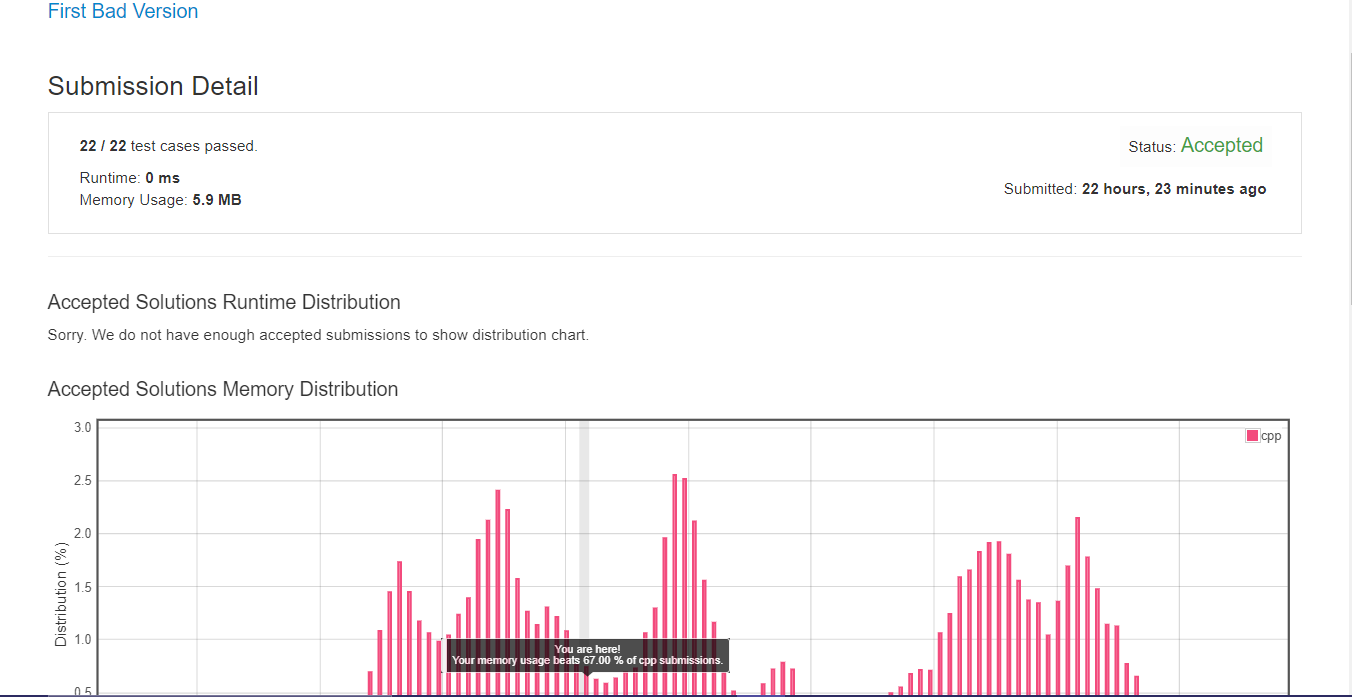 First Bad Version
Submission Detail
22 / 22 test cases passed.
Status: Accepted
Runtime: 0 ms
Submitted: 22 hours, 23 minutes ago
Memory Usage: 5.9 MB
Accepted Solutions Runtime Distribution
Sorry. We do not have enough accepted submissions to show distribution chart.
Accepted Solutions Memory Distribution
3.0
cpp
2.5
2.0
1.5
1.0
0.5
Distribution (%)
You are here!
Your memory usage beats 67.00 % of cpp submissions.